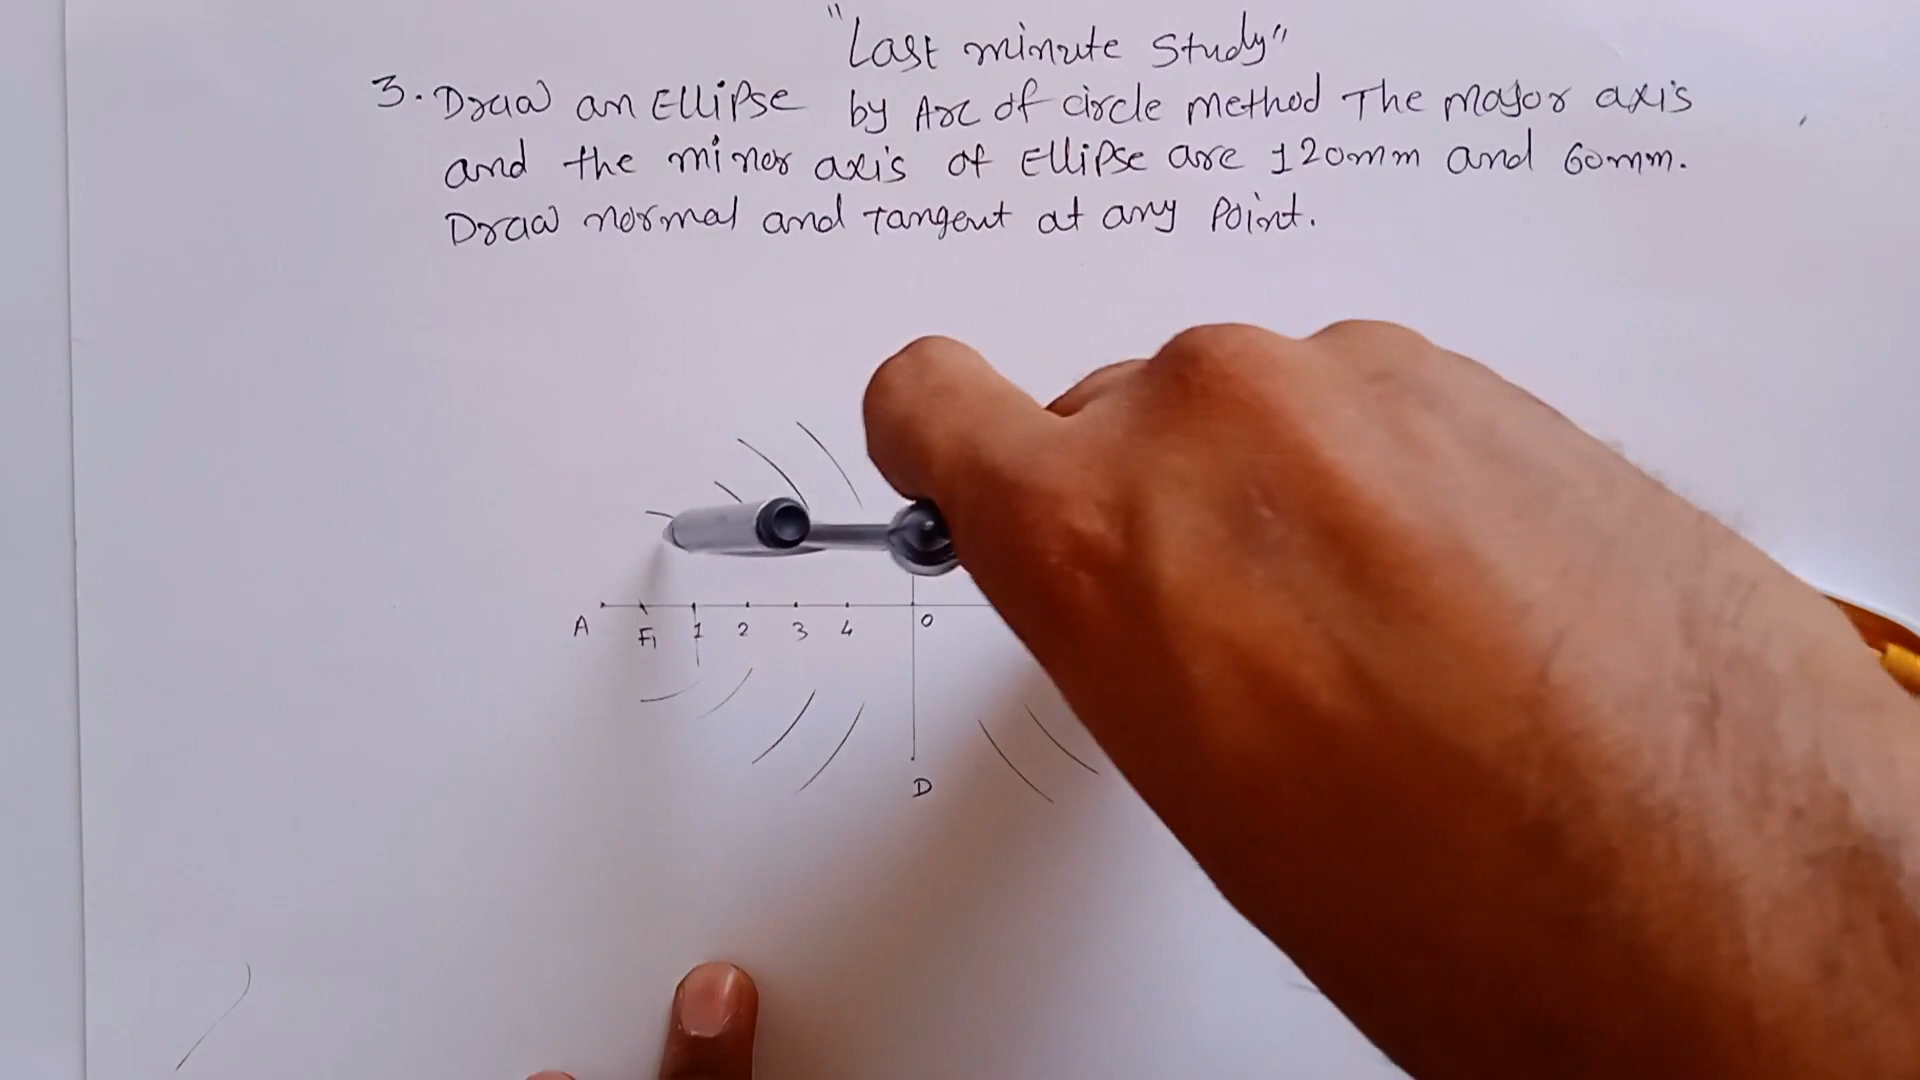 "Last minute Study"
3. Draw an Ellipse by Arc of circle method The major axis
and the minor axis of Ellipse are 120mm and 60mm.
Draw normal and Tangent at any Point.
A F1 1 2 3 4 O
D